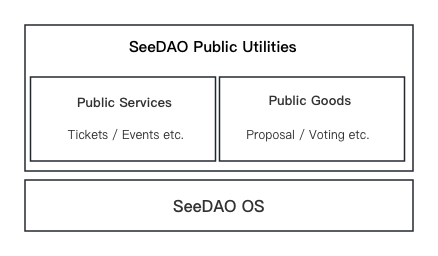 SeeDAO Public Utilities
Public Services
Tickets / Events etc.
Public Goods
Proposal / Voting etc.
SeeDAO OS